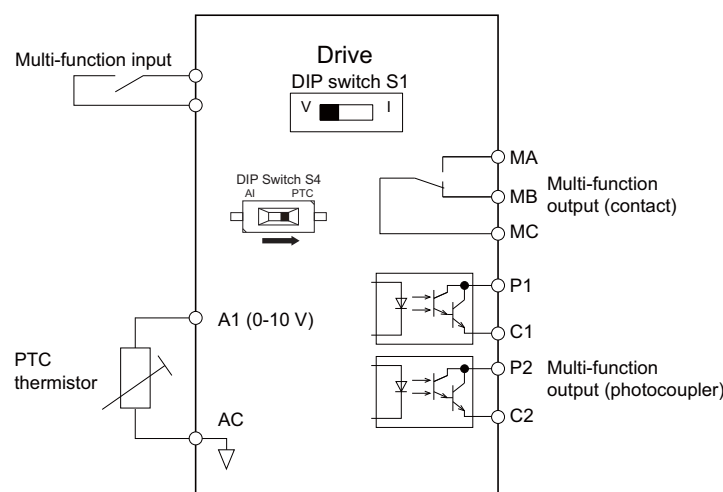 Multi-function input
Drive
DIP switch S1
V I
DIP Switch S4
AI PTC
MA
MB
MC
Multi-function
output (contact)
P1
C1
A1 (0-10 V)
PTC
thermistor
P2
C2
Multi-function
output (photocoupler)
AC